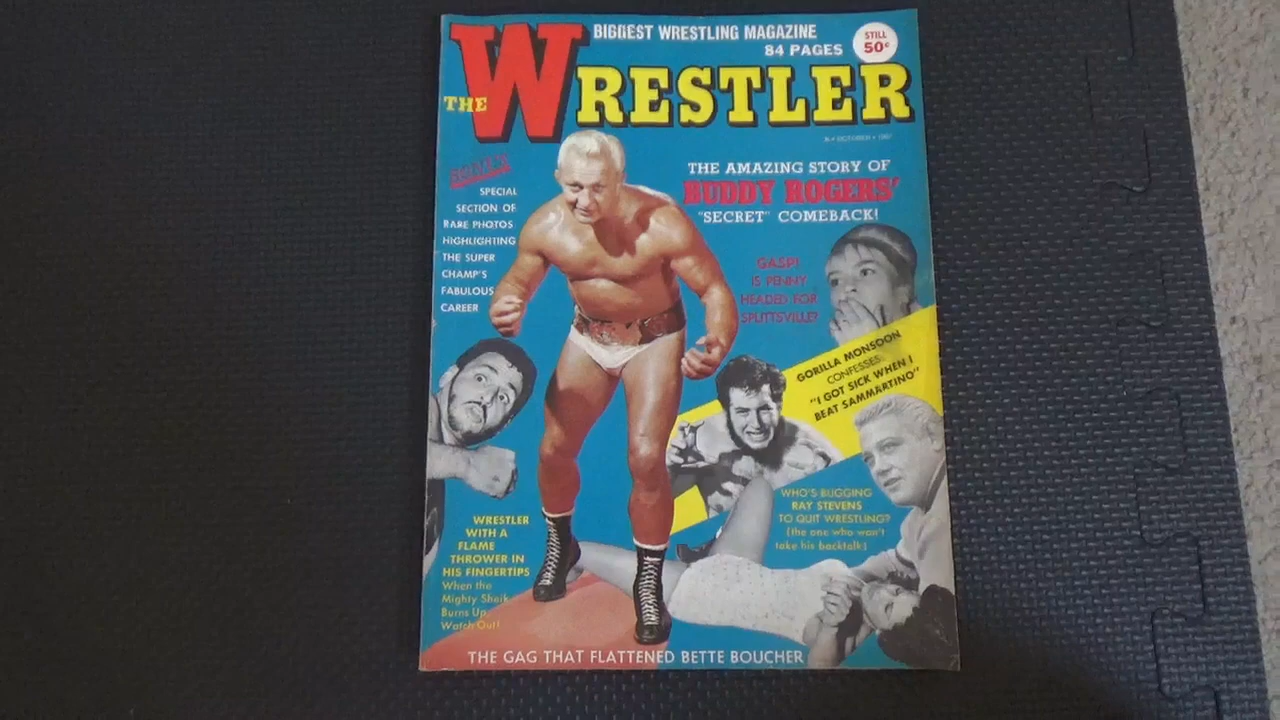 BIGGEST WRESTLING MAGAZINE
84 PAGES
STILL
50¢
THE WRESTLER
SPECIAL
SECTION OF
RARE PHOTOS
HIGHLIGHTING
THE SUPER
CHAMP'S
FABULOUS
CAREER
THE AMAZING STORY OF
BUDDY ROGERS'
"SECRET" COMEBACK!
GASP!
IS PENNY
HEADED FOR
SPLITTSVILLE?
GORILLA MONSOON
CONFESSES:
"I GOT SICK WHEN I
BEAT SAMMARTINO"
WHO'S BUGGING
RAY STEVENS
TO QUIT WRESTLING?
(the one who won't
take his backtalk)
WRESTLER
WITH A
FLAME
THROWER IN
HIS FINGERTIPS
When the
Mighty Sheik
Burns Up,
Watch Out!
THE GAG THAT FLATTENED BETTE BOUCHER